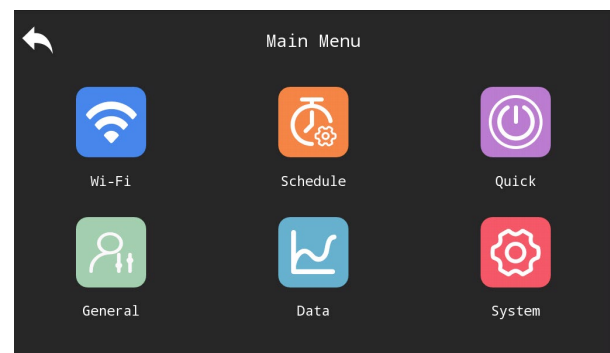 Main Menu
Wi-Fi
Schedule
Quick
General
Data
System